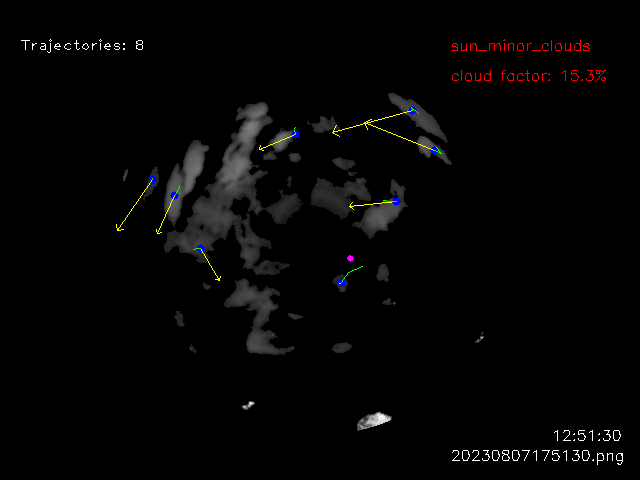 Trajectories: 8
sun_minor_clouds
cloud factor: 15.3%
12:51:30
20230807175130.png